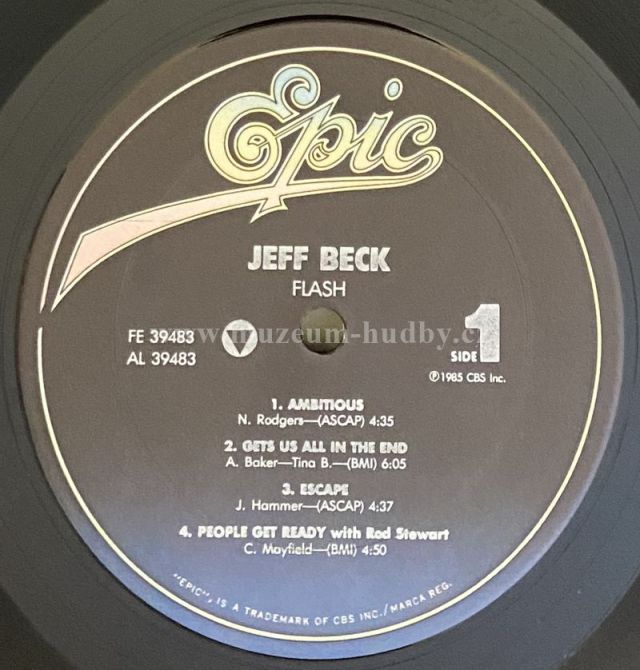 Epic
JEFF BECK
FLASH
www.muzeum-hudby.cz
FE 39483
AL 39483
SIDE 1
℗1985 CBS Inc.
1. AMBITIOUS
N. Rodgers—(ASCAP) 4:35
2. GETS US ALL IN THE END
A. Baker—Tina B.—(BMI) 6:05
3. ESCAPE
J. Hammer—(ASCAP) 4:37
4. PEOPLE GET READY with Rod Stewart
C. Mayfield—(BMI) 4:50
"EPIC", IS A TRADEMARK OF CBS INC./MARCA REG.